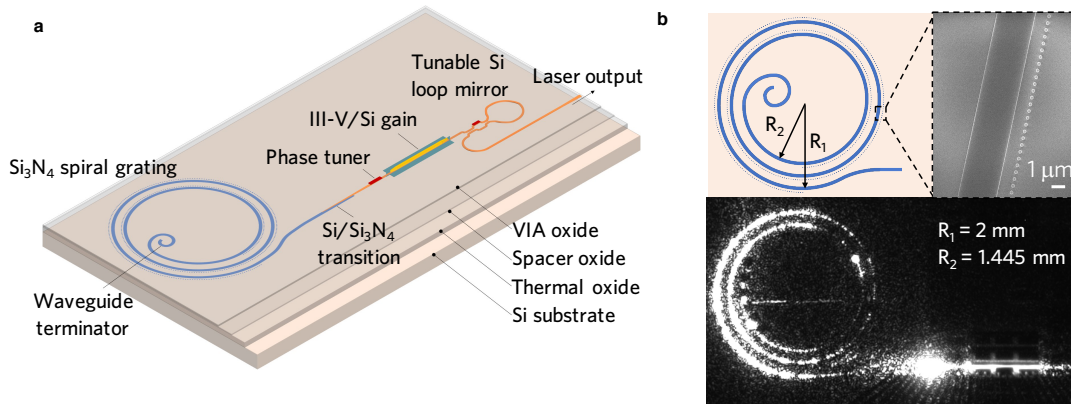 a
Tunable Si
loop mirror
Laser output
III-V/Si gain
Phase tuner
Si₃N₄ spiral grating
Si/Si₃N₄
transition
VIA oxide
Spacer oxide
Thermal oxide
Si substrate
Waveguide
terminator
b
R₂
R₁
1 μm
R₁ = 2 mm
R₂ = 1.445 mm